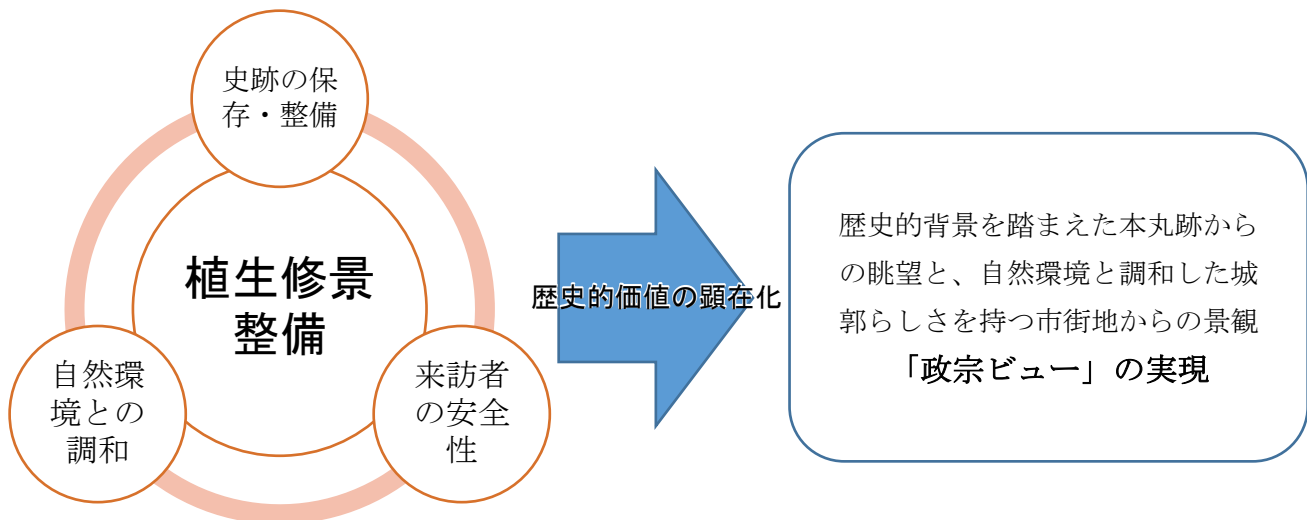 史跡の保
存・整備
植生修景
整備
自然環
境との
調和
来訪者
の安全
性
歴史的価値の顕在化
歴史的背景を踏まえた本丸跡から
の眺望と、自然環境と調和した城
郭らしさを持つ市街地からの景観
「政宗ビュー」の実現